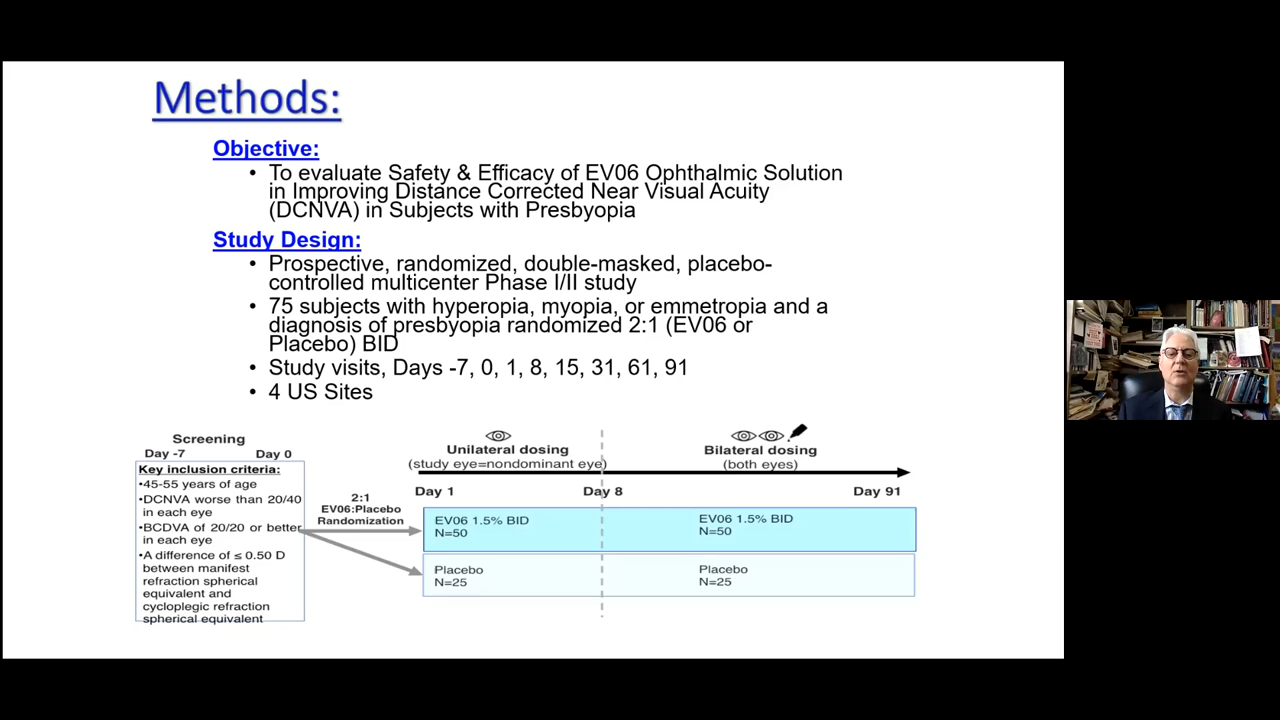 Methods:
Objective:
• To evaluate Safety & Efficacy of EV06 Ophthalmic Solution
in Improving Distance Corrected Near Visual Acuity
(DCNVA) in Subjects with Presbyopia
Study Design:
• Prospective, randomized, double-masked, placebo-
controlled multicenter Phase I/II study
• 75 subjects with hyperopia, myopia, or emmetropia and a
diagnosis of presbyopia randomized 2:1 (EV06 or
Placebo) BID
• Study visits, Days -7, 0, 1, 8, 15, 31, 61, 91
• 4 US Sites
Screening
Day -7 Day 0
Key inclusion criteria:
•45-55 years of age
•DCNVA worse than 20/40
in each eye
•BCDVA of 20/20 or better
in each eye
•A difference of ≤ 0.50 D
between manifest
refraction spherical
equivalent and
cycloplegic refraction
spherical equivalent
2:1
EV06:Placebo
Randomization
Unilateral dosing
(study eye=nondominant eye)
Bilateral dosing
(both eyes)
Day 1 Day 8 Day 91
EV06 1.5% BID
N=50
EV06 1.5% BID
N=50
Placebo
N=25
Placebo
N=25